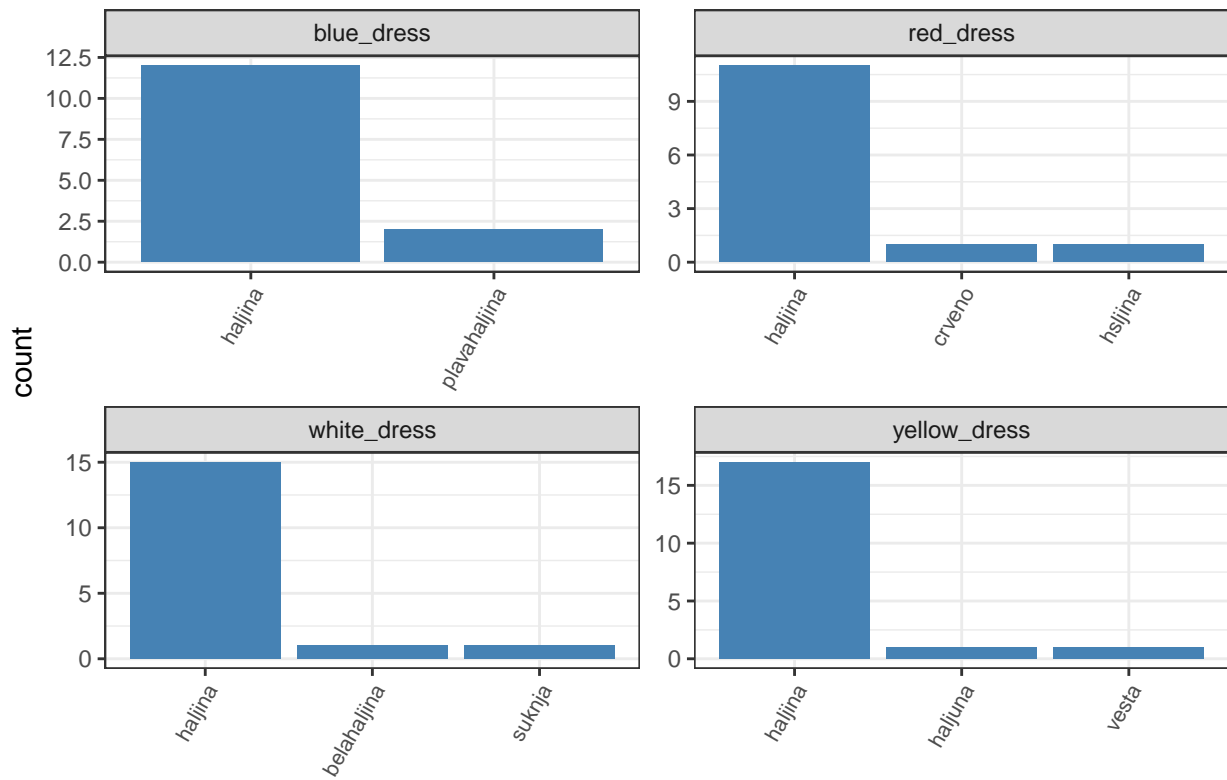 blue_dress
red_dress
12.5
10.0
7.5
5.0
2.5
0.0
9
6
3
0
haljina
plavahaljina
haljina
crveno
hsljina
count
white_dress
yellow_dress
15
10
5
0
15
10
5
0
haljina
belahaljina
suknja
haljina
haljuna
vesta